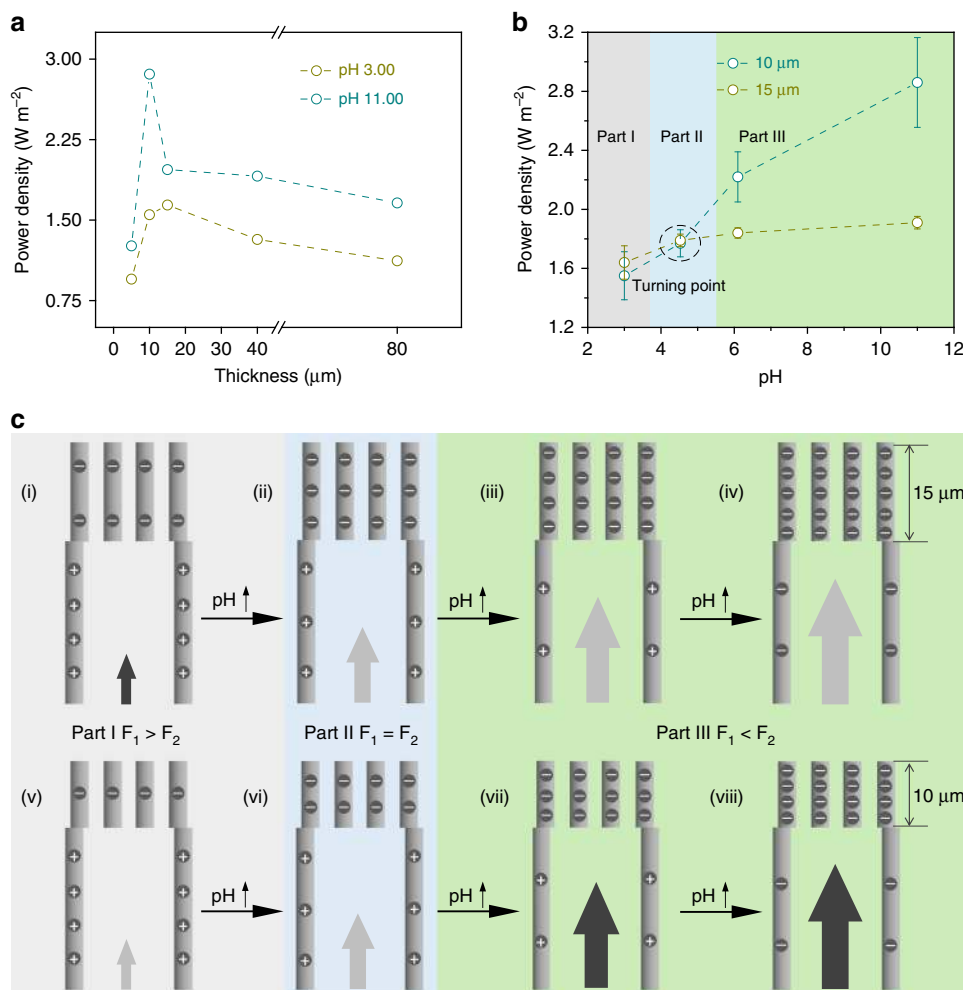 a
3.00
2.25
1.50
0.75
Power density (W m⁻²)
pH 3.00
pH 11.00
0 10 20 30 40 80
Thickness (μm)
b
3.2
2.8
2.4
2.0
1.6
1.2
Power density (W m⁻²)
10 μm
15 μm
Part I Part II Part III
Turning point
2 4 6 8 10 12
pH
c
(i) (ii) (iii) (iv)
15 μm
pH ↑ pH ↑ pH ↑
Part I F₁ > F₂ Part II F₁ = F₂ Part III F₁ < F₂
(v) (vi) (vii) (viii)
10 μm
pH ↑ pH ↑ pH ↑